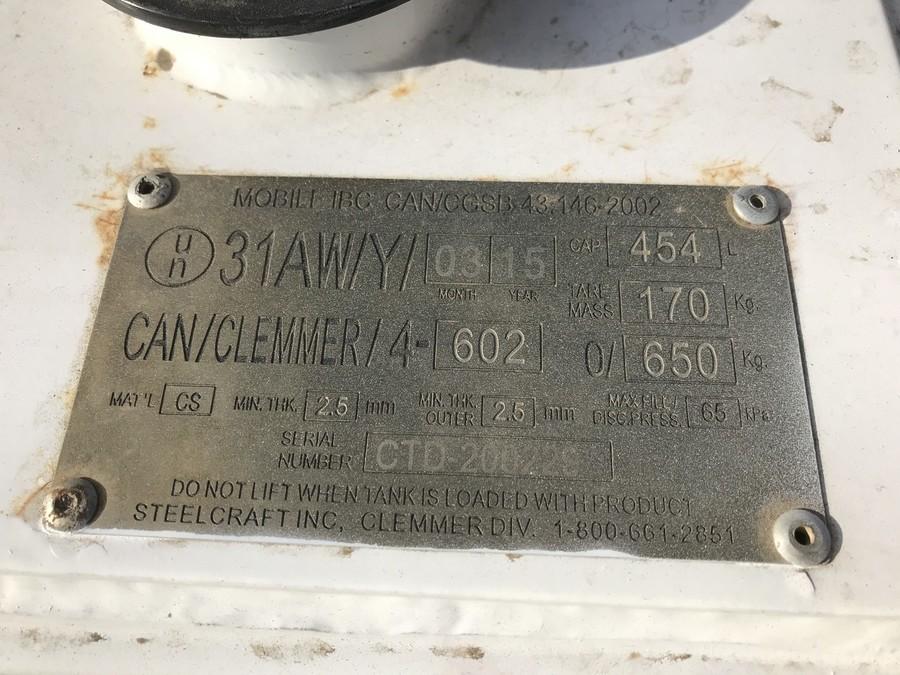 MOBILE IBC CAN/CGSB 43.146-2002
un 31AW/Y/ 03 15 CAP. 454 L
MONTH YEAR
TARE MASS 170 Kg.
CAN/CLEMMER/4- 602 0/ 650 Kg.
MAT'L CS MIN. THK. 2.5 mm MIN. THK. OUTER 2.5 mm MAX FILL/ DISC.PRESS. 65 kPa
SERIAL NUMBER
DO NOT LIFT WHEN TANK IS LOADED WITH PRODUCT
STEELCRAFT INC, CLEMMER DIV. 1-800-661-2851